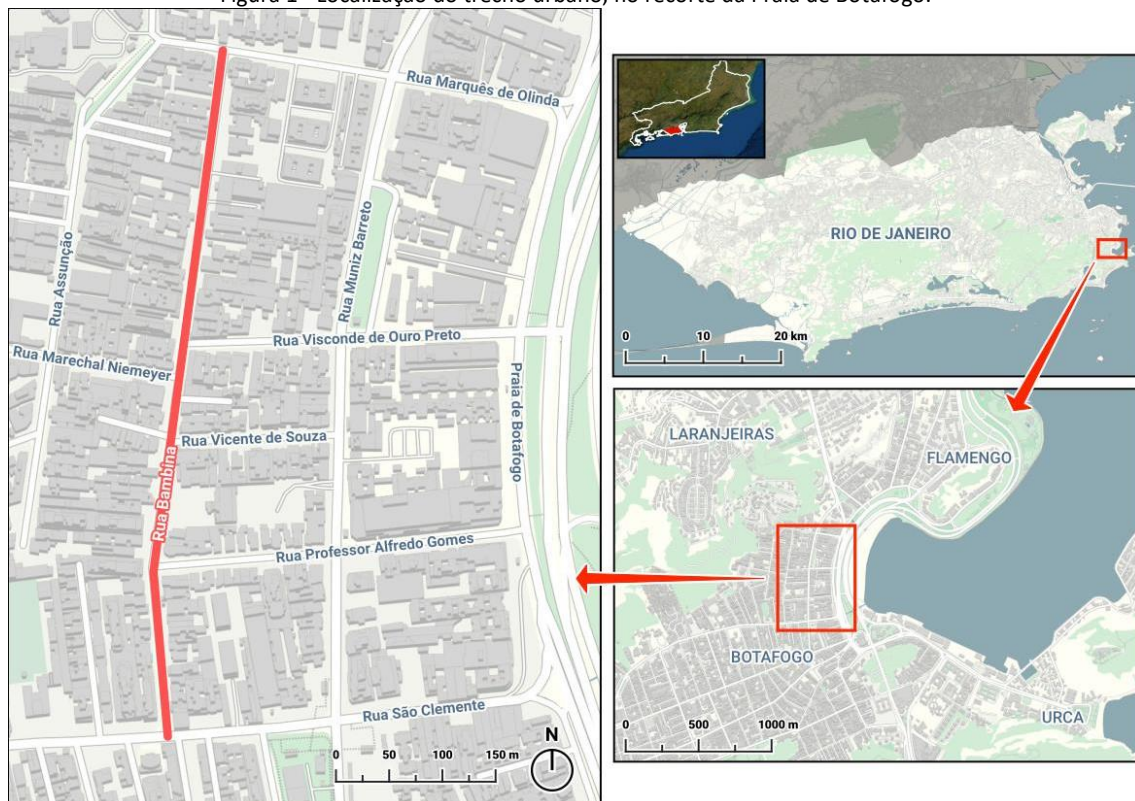 Figura 1 - Localização do trecho urbano, no recorte da Praia de Botafogo.
Rua Marquês de Olinda
Rua Muniz Barreto
Rua Assunção
Rua Visconde de Ouro Preto
Rua Marechal Niemeyer
Praia de Botafogo
Rua Vicente de Souza
Rua Bambina
Rua Professor Alfredo Gomes
Rua São Clemente
N
0 50 100 150 m
RIO DE JANEIRO
0 10 20 km
LARANJEIRAS
FLAMENGO
BOTAFOGO
URCA
0 500 1000 m